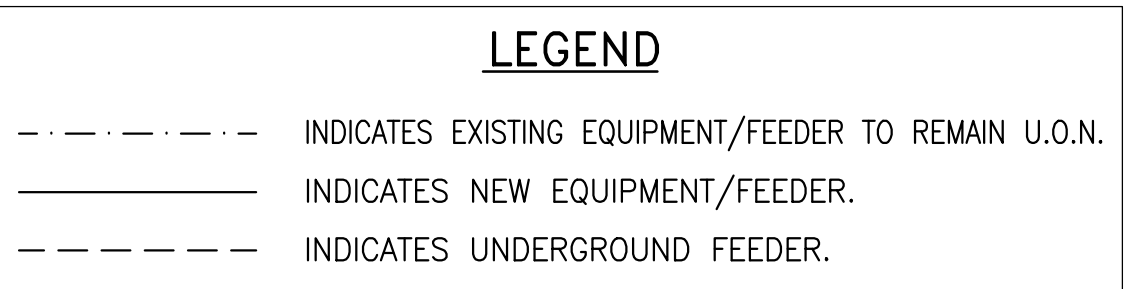 LEGEND
INDICATES EXISTING EQUIPMENT/FEEDER TO REMAIN U.O.N.
INDICATES NEW EQUIPMENT/FEEDER.
INDICATES UNDERGROUND FEEDER.